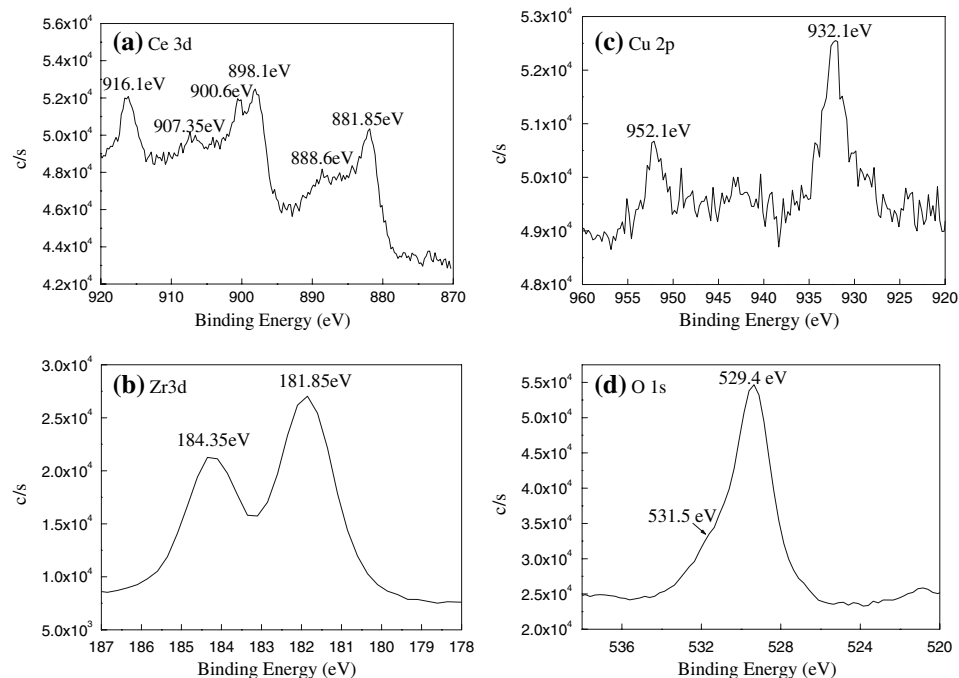 (a) Ce 3d
5.6x10⁴
5.4x10⁴
5.2x10⁴
5.0x10⁴
4.8x10⁴
4.6x10⁴
4.4x10⁴
4.2x10⁴
c/s
916.1eV
907.35eV
900.6eV
898.1eV
888.6eV
881.85eV
920 910 900 890 880 870
Binding Energy (eV)
(c) Cu 2p
5.3x10⁴
5.2x10⁴
5.1x10⁴
5.0x10⁴
4.9x10⁴
4.8x10⁴
c/s
952.1eV
932.1eV
960 955 950 945 940 935 930 925 920
Binding Energy (eV)
(b) Zr3d
3.0x10⁴
2.5x10⁴
2.0x10⁴
1.5x10⁴
1.0x10⁴
5.0x10³
c/s
184.35eV
181.85eV
187 186 185 184 183 182 181 180 179 178
Binding Energy (eV)
(d) O 1s
5.5x10⁴
5.0x10⁴
4.5x10⁴
4.0x10⁴
3.5x10⁴
3.0x10⁴
2.5x10⁴
2.0x10⁴
c/s
529.4 eV
531.5 eV
536 532 528 524 520
Binding Energy (eV)